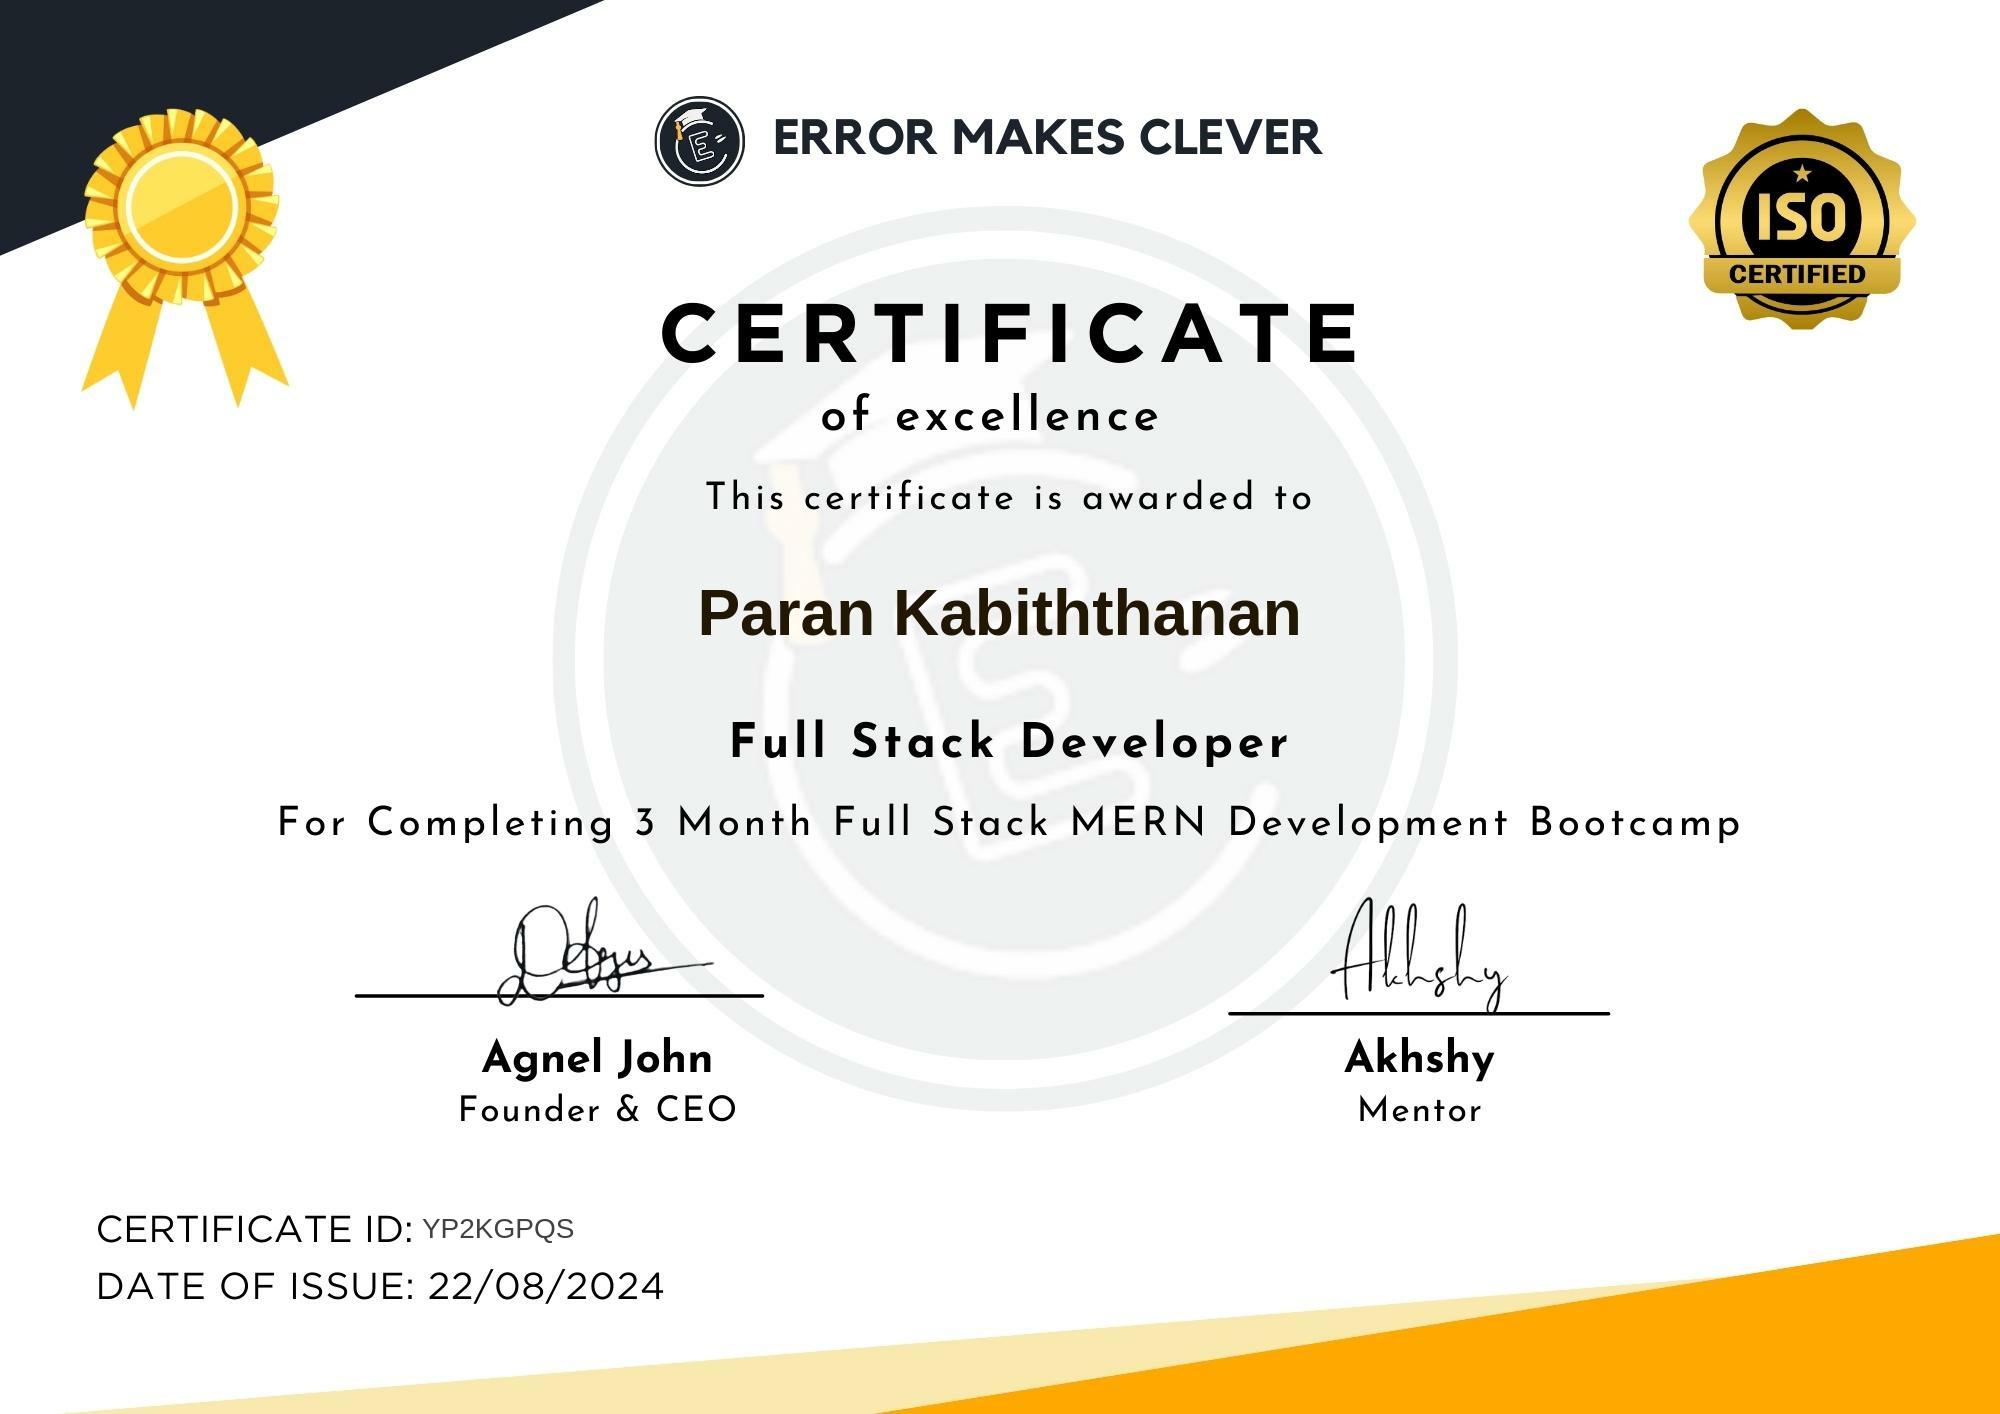 ERROR MAKES CLEVER
ISO
CERTIFIED
CERTIFICATE
of excellence
This certificate is awarded to
Paran Kabiththanan
Full Stack Developer
For Completing 3 Month Full Stack MERN Development Bootcamp
Akhshy
Agnel John
Founder & CEO
Akhshy
Mentor
CERTIFICATE ID: YP2KGPQS
DATE OF ISSUE: 22/08/2024